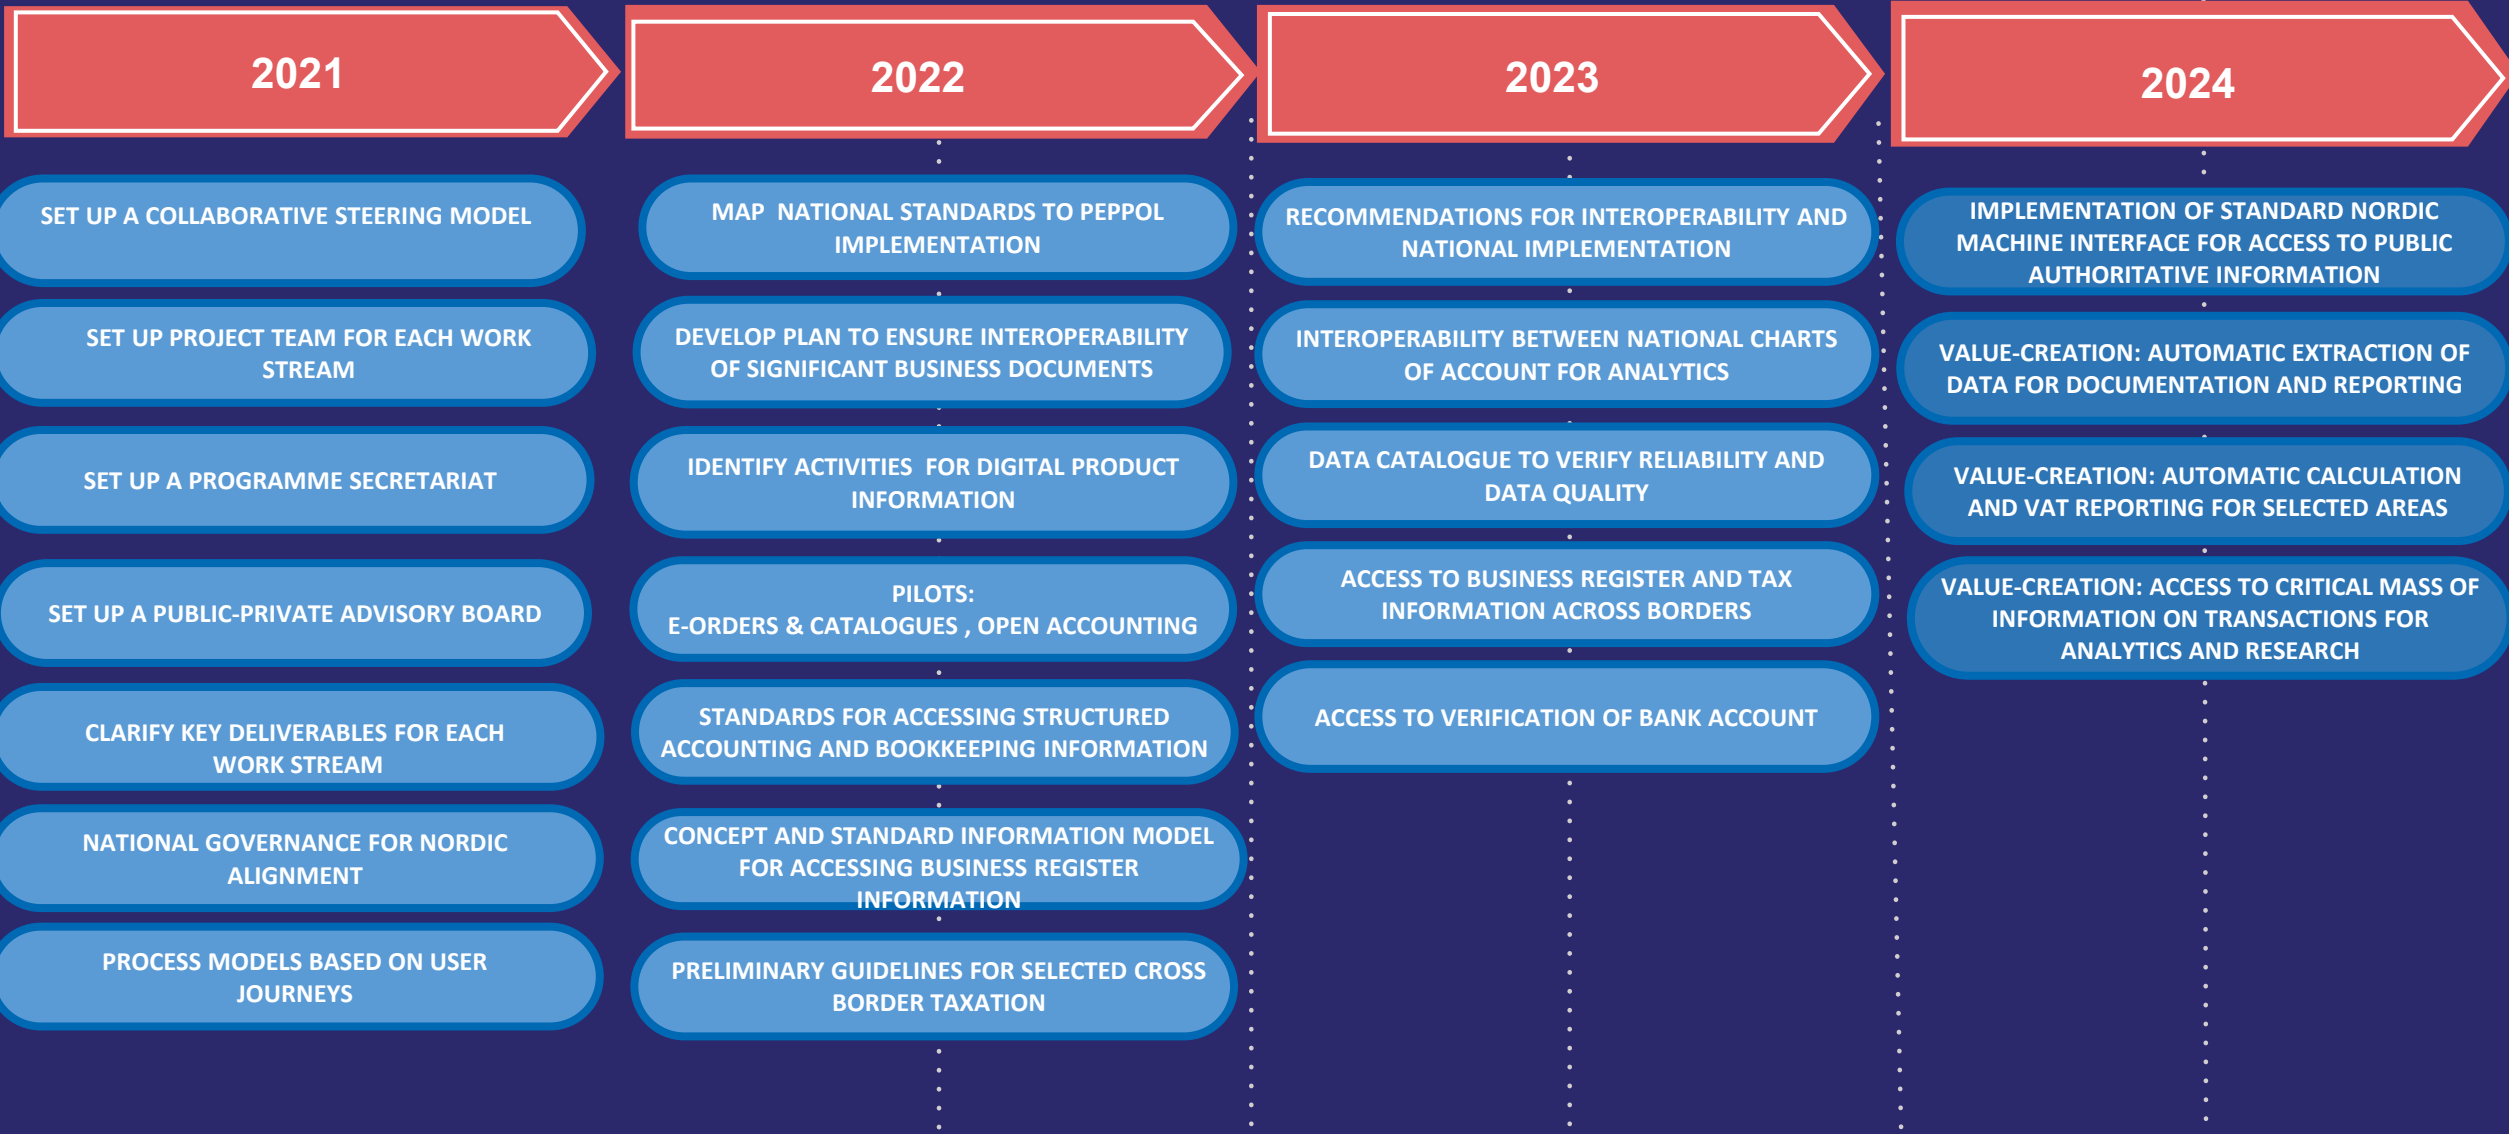 2021
SET UP A COLLABORATIVE STEERING MODEL
SET UP PROJECT TEAM FOR EACH WORK
STREAM
SET UP A PROGRAMME SECRETARIAT
SET UP A PUBLIC-PRIVATE ADVISORY BOARD
CLARIFY KEY DELIVERABLES FOR EACH
WORK STREAM
NATIONAL GOVERNANCE FOR NORDIC
ALIGNMENT
PROCESS MODELS BASED ON USER
JOURNEYS
2022
MAP  NATIONAL STANDARDS TO PEPPOL
IMPLEMENTATION
DEVELOP PLAN TO ENSURE INTEROPERABILITY
OF SIGNIFICANT BUSINESS DOCUMENTS
IDENTIFY ACTIVITIES  FOR DIGITAL PRODUCT
INFORMATION
PILOTS:
E-ORDERS & CATALOGUES , OPEN ACCOUNTING
STANDARDS FOR ACCESSING STRUCTURED
ACCOUNTING AND BOOKKEEPING INFORMATION
CONCEPT AND STANDARD INFORMATION MODEL
FOR ACCESSING BUSINESS REGISTER
INFORMATION
PRELIMINARY GUIDELINES FOR SELECTED CROSS
BORDER TAXATION
2023
RECOMMENDATIONS FOR INTEROPERABILITY AND
NATIONAL IMPLEMENTATION
INTEROPERABILITY BETWEEN NATIONAL CHARTS
OF ACCOUNT FOR ANALYTICS
DATA CATALOGUE TO VERIFY RELIABILITY AND
DATA QUALITY
ACCESS TO BUSINESS REGISTER AND TAX
INFORMATION ACROSS BORDERS
ACCESS TO VERIFICATION OF BANK ACCOUNT
2024
IMPLEMENTATION OF STANDARD NORDIC
MACHINE INTERFACE FOR ACCESS TO PUBLIC
AUTHORITATIVE INFORMATION
VALUE-CREATION: AUTOMATIC EXTRACTION OF
DATA FOR DOCUMENTATION AND REPORTING
VALUE-CREATION: AUTOMATIC CALCULATION
AND VAT REPORTING FOR SELECTED AREAS
VALUE-CREATION: ACCESS TO CRITICAL MASS OF
INFORMATION ON TRANSACTIONS FOR
ANALYTICS AND RESEARCH